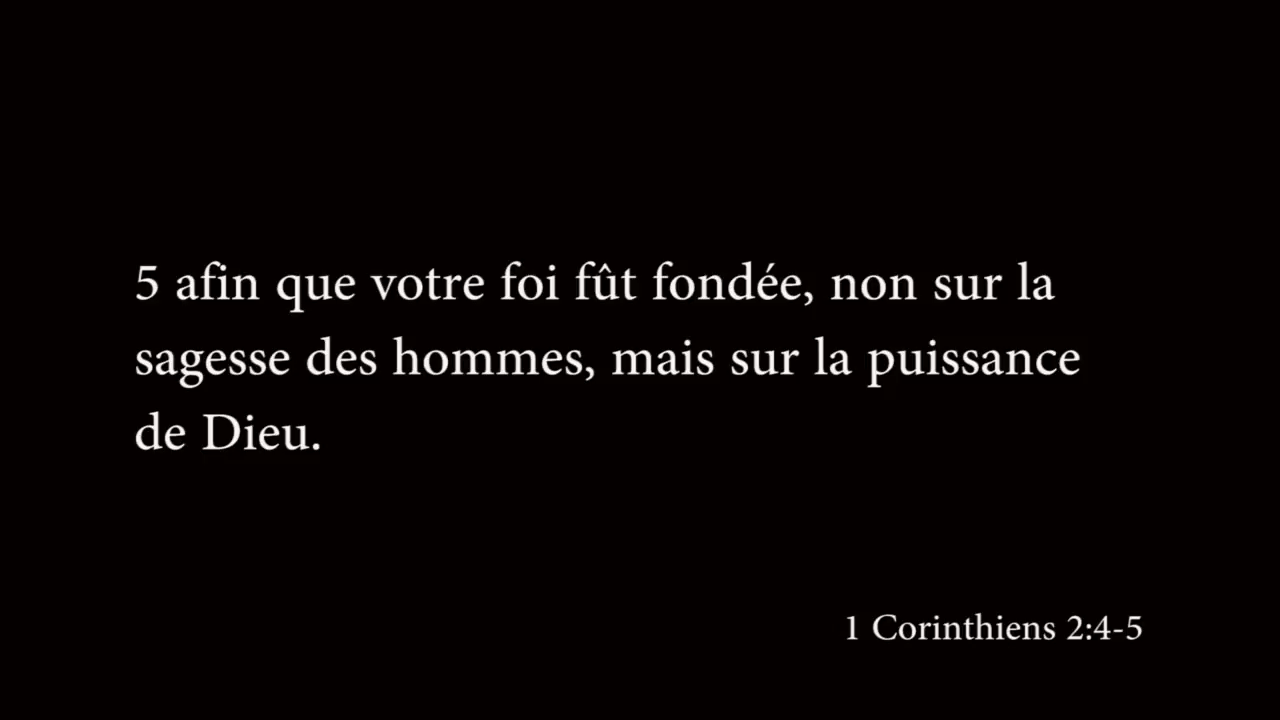 5 afin que votre foi fût fondée, non sur la
sagesse des hommes, mais sur la puissance
de Dieu.
1 Corinthiens 2:4-5